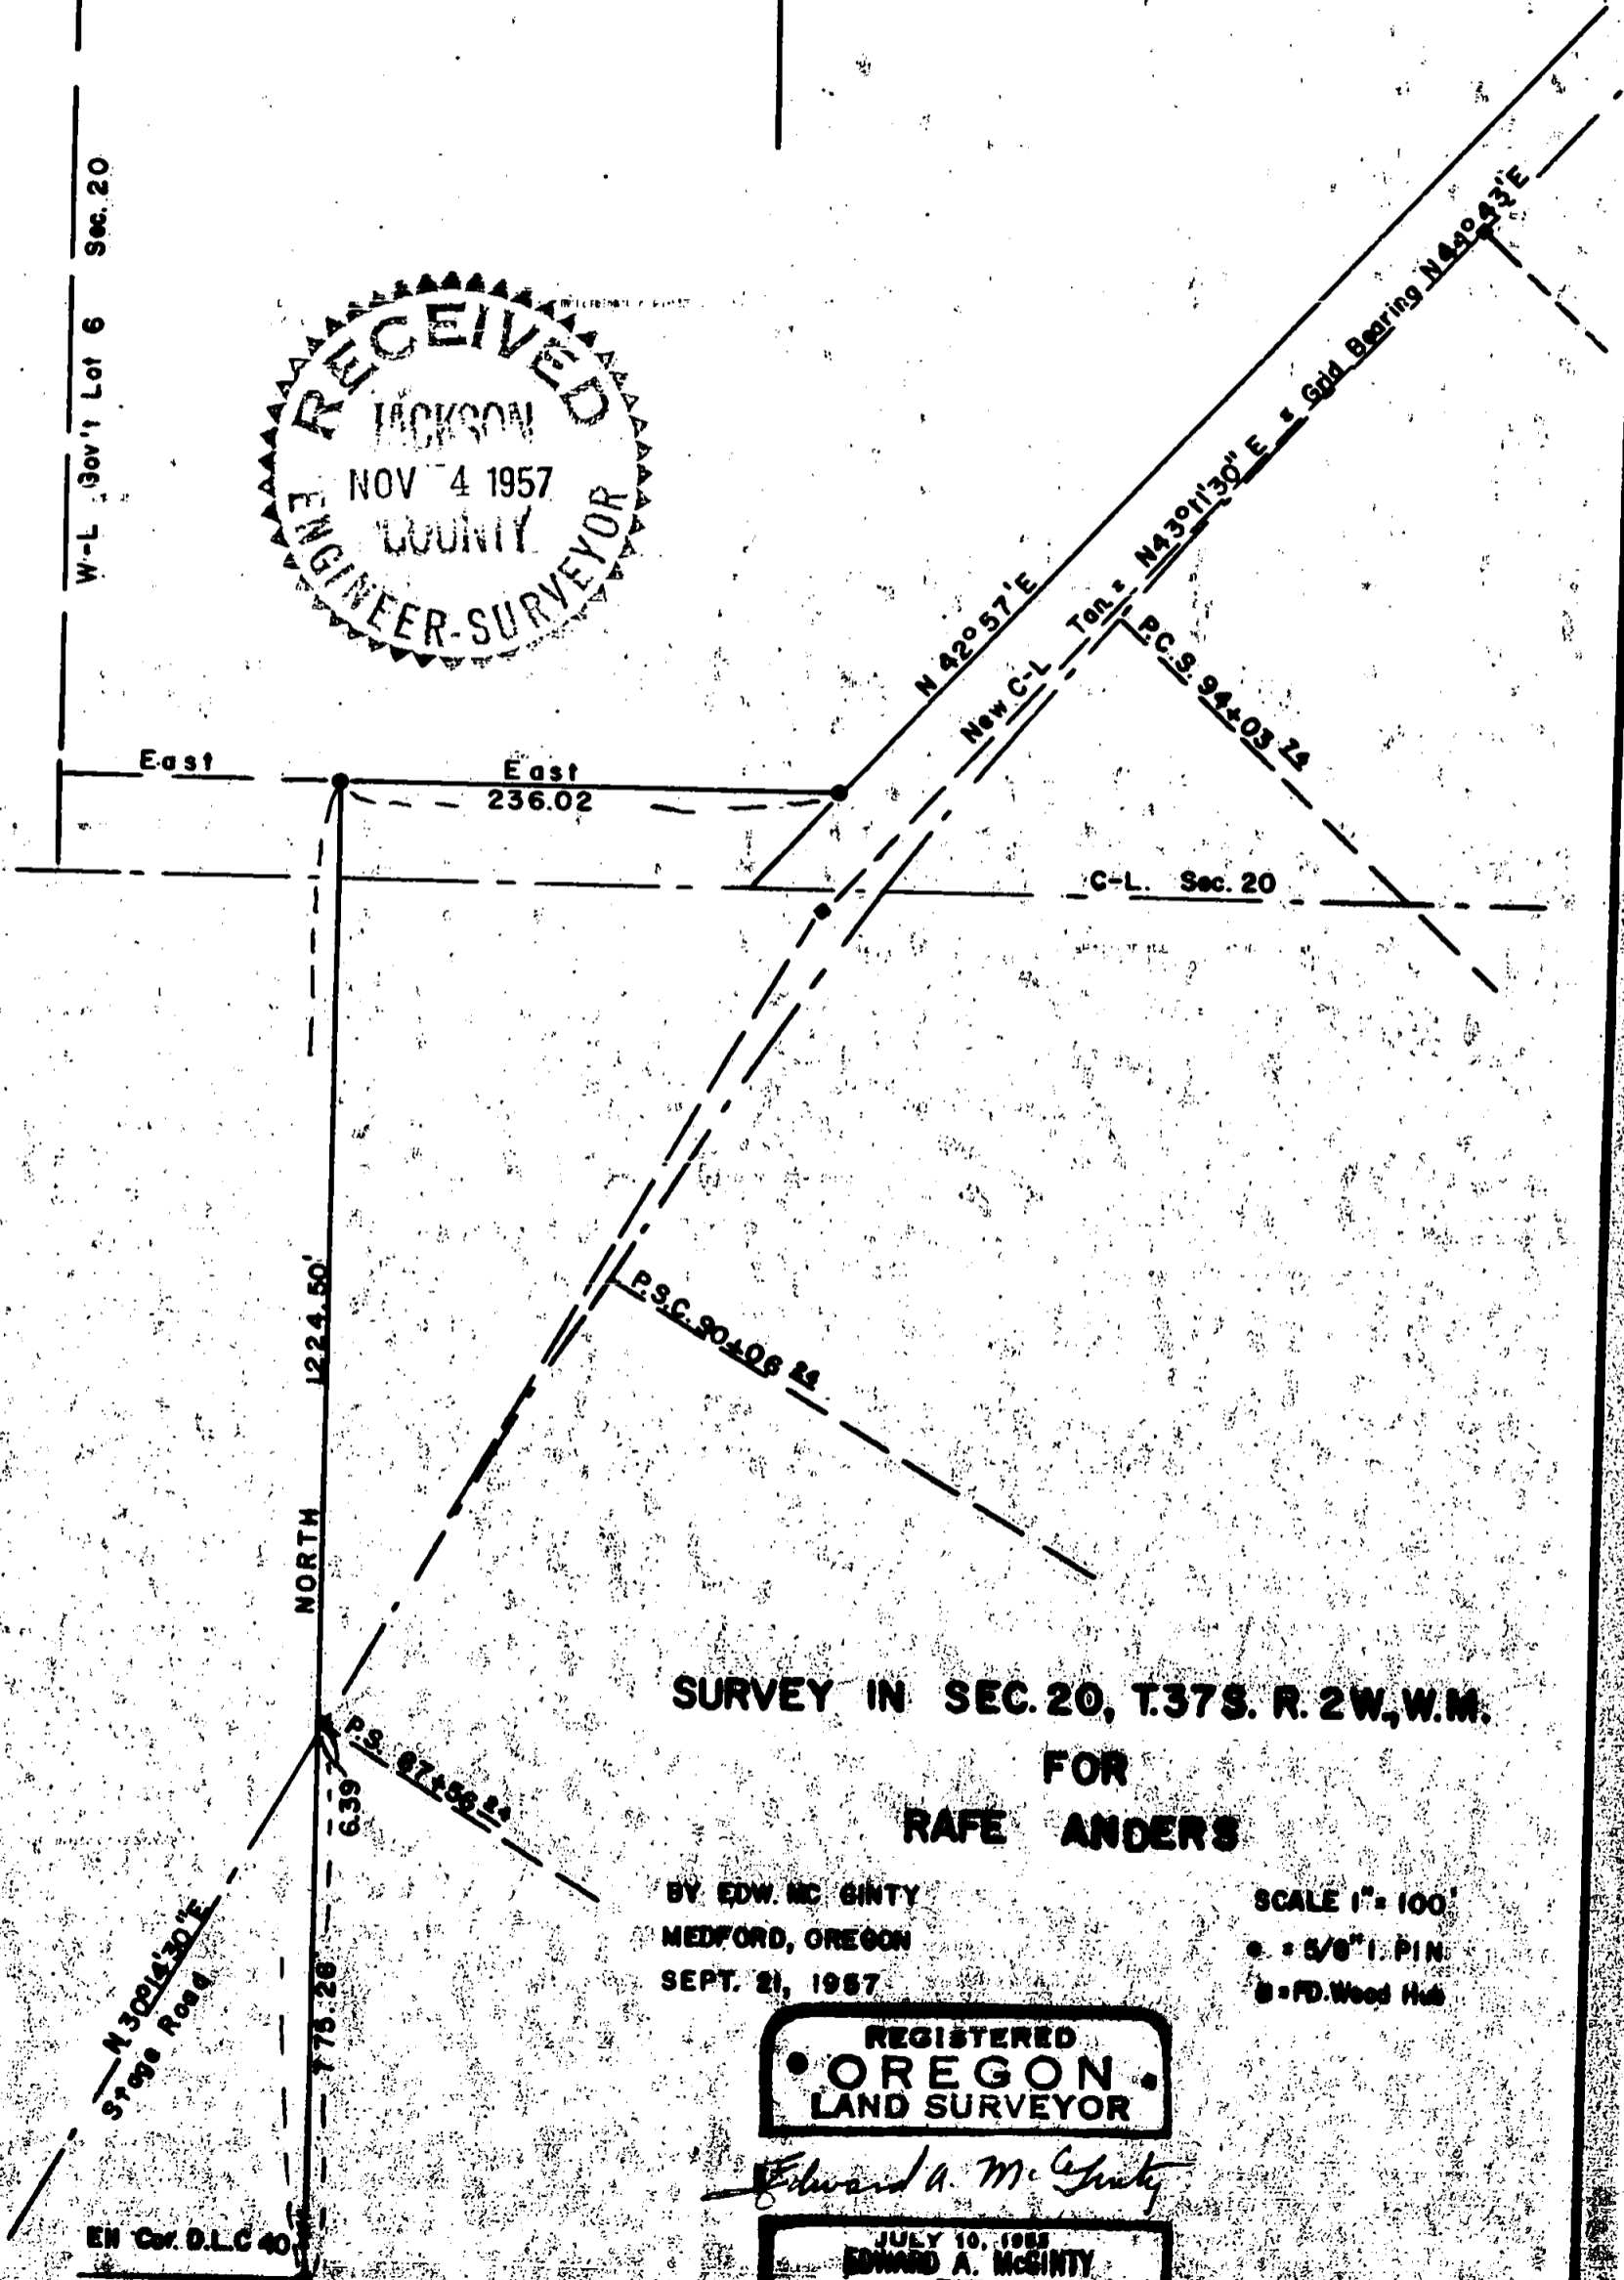 W-L Gov't Lot 6 Sec. 20
RECEIVED
JACKSON
NOV 4 1957
COUNTY
ENGINEER-SURVEYOR
East
East
236.02
N 42° 57' E
New C-L Tan. = N43°11'30" E = Grid Bearing N44°43'E
P.C.S. 94+03 24
C-L. Sec. 20
NORTH 1224.50'
P.S.C. 90+06 24
P.S. 87+56 24
6.39
775.26
N 30°14'30"E
Stage Road
EN Cor. D.L.C 40
SURVEY IN SEC. 20, T.37S. R. 2W., W.M.
FOR
RAFE ANDERS
BY EDW. MC GINTY
MEDFORD, OREGON
SEPT. 21, 1957
SCALE 1" = 100'
= 5/8" I. PIN
= FD. Wood Hub
REGISTERED
OREGON
LAND SURVEYOR
Edward A. McGinty
JULY 10,
EDWARD A. McGINTY